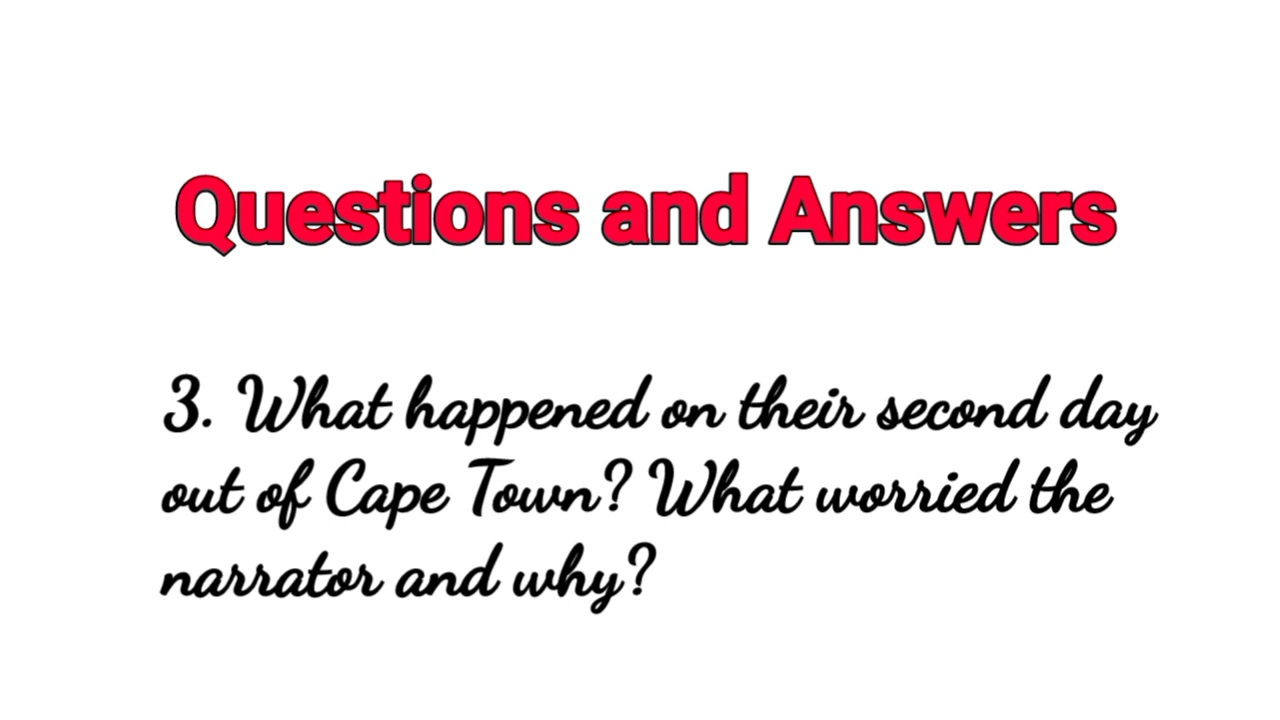 Questions and Answers
3. What happened on their second day
out of Cape Town? What worried the
narrator and why?